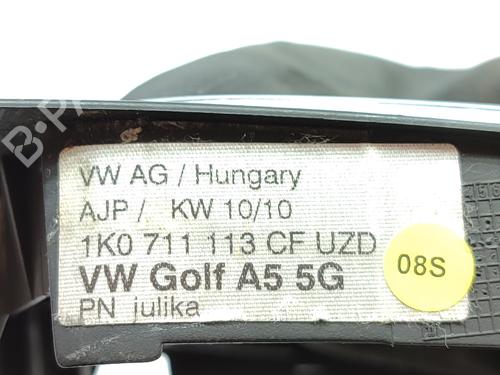 B-PARTS
VW AG / Hungary
AJP / KW 10/10
1K0 711 113 CF UZD
VW Golf A5 5G
PN julika
08S